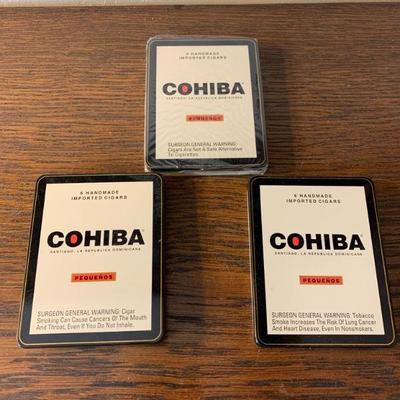 6 HANDMADE
IMPORTED CIGARS
COHIBA
SANTIAGO, LA REPUBLICA DOMINICANA
SURGEON GENERAL WARNING:
Cigars Are Not A Safe Alternative
To Cigarettes.
6 HANDMADE
IMPORTED CIGARS
COHIBA
SANTIAGO, LA REPUBLICA DOMINICANA
PEQUEÑOS
SURGEON GENERAL WARNING: Cigar
Smoking Can Cause Cancers Of The Mouth
And Throat, Even If You Do Not Inhale.
6 HANDMADE
IMPORTED CIGARS
COHIBA
SANTIAGO, LA REPUBLICA DOMINICANA
PEQUEÑOS
SURGEON GENERAL WARNING: Tobacco
Smoke Increases The Risk Of Lung Cancer
And Heart Disease, Even In Nonsmokers.